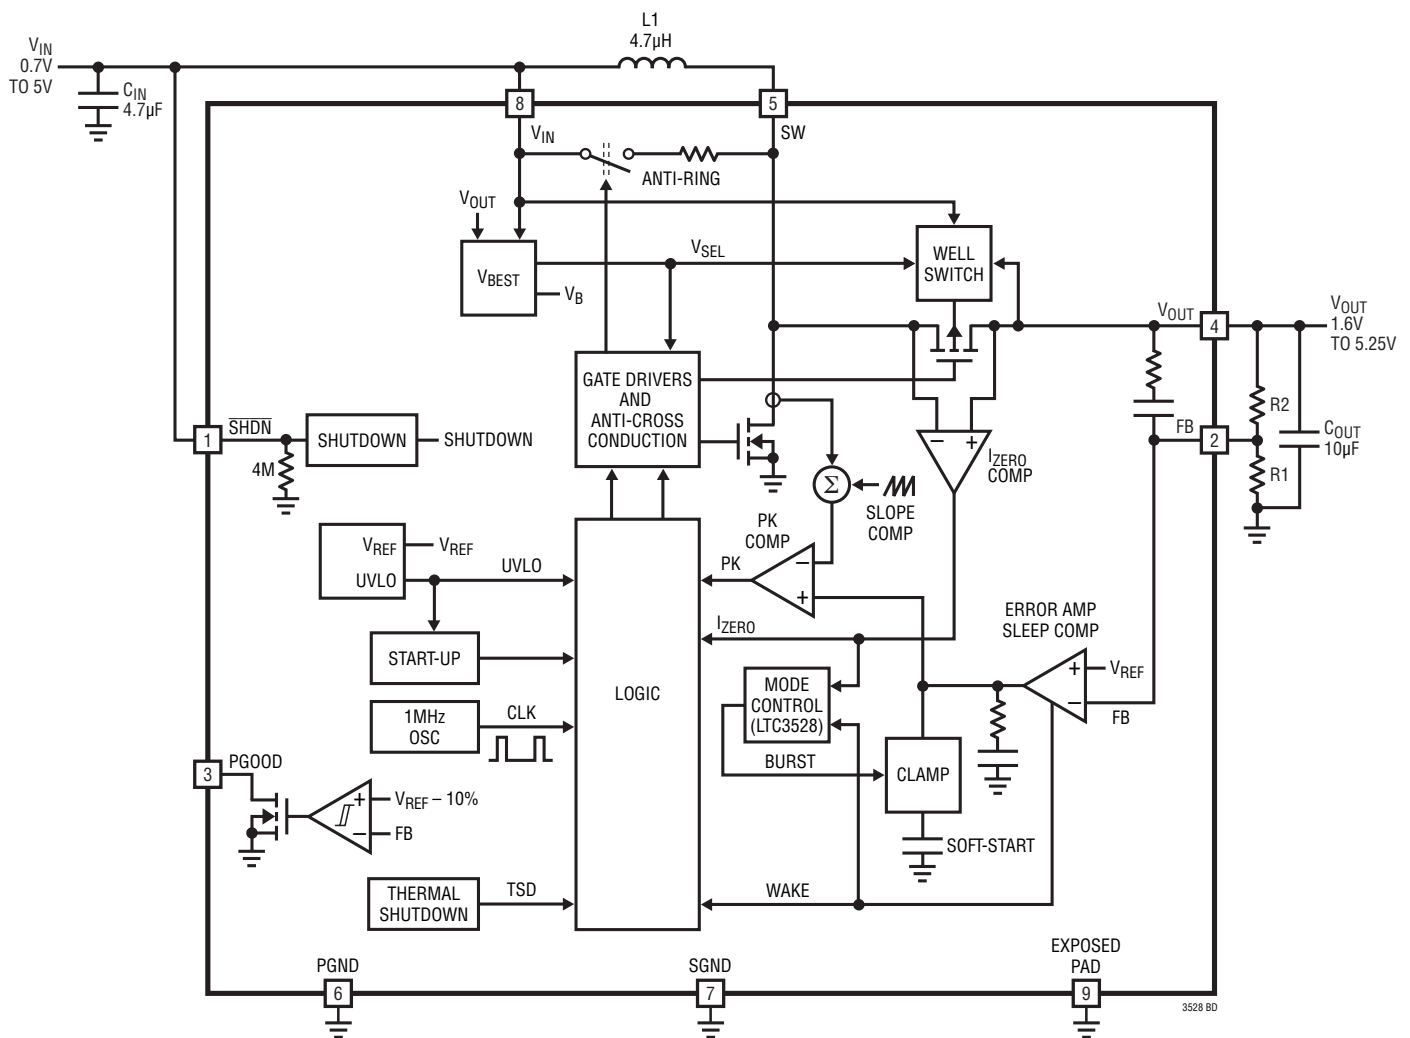 L1
4.7µH
VIN
0.7V
TO 5V
CIN
4.7µF
8
5
VIN
SW
ANTI-RING
VOUT
VBEST
VB
VSEL
WELL
SWITCH
VOUT
4
VOUT
1.6V
TO 5.25V
GATE DRIVERS
AND
ANTI-CROSS
CONDUCTION
R2
FB
2
COUT
10µF
R1
1
SHDN
SHUTDOWN
SHUTDOWN
4M
–
+
IZERO
COMP
Σ
SLOPE
COMP
PK
COMP
VREF
VREF
UVLO
UVLO
PK
–
+
START-UP
LOGIC
IZERO
ERROR AMP
SLEEP COMP
+
VREF
–
FB
MODE
CONTROL
(LTC3528)
1MHz
OSC
CLK
BURST
CLAMP
3
PGOOD
+
VREF – 10%
–
FB
SOFT-START
THERMAL
SHUTDOWN
TSD
WAKE
PGND
6
SGND
7
EXPOSED
PAD
9
3528 BD